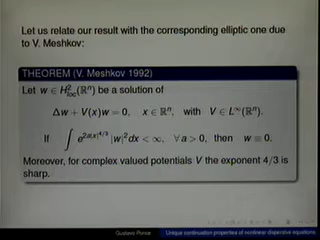 Let us relate our result with the corresponding elliptic one due
to V. Meshkov:
THEOREM (V. Meshkov 1992)
Let w ∈ H²loc(ℝⁿ) be a solution of
Δw + V(x)w = 0, x ∈ ℝⁿ, with V ∈ L∞(ℝⁿ).
If ∫ e^{2a|x|^{4/3}} |w|² dx < ∞, ∀ a > 0, then w ≡ 0.
Moreover, for complex valued potentials V the exponent 4/3 is
sharp.
Gustavo Ponce Unique continuation properties of nonlinear dispersive equations